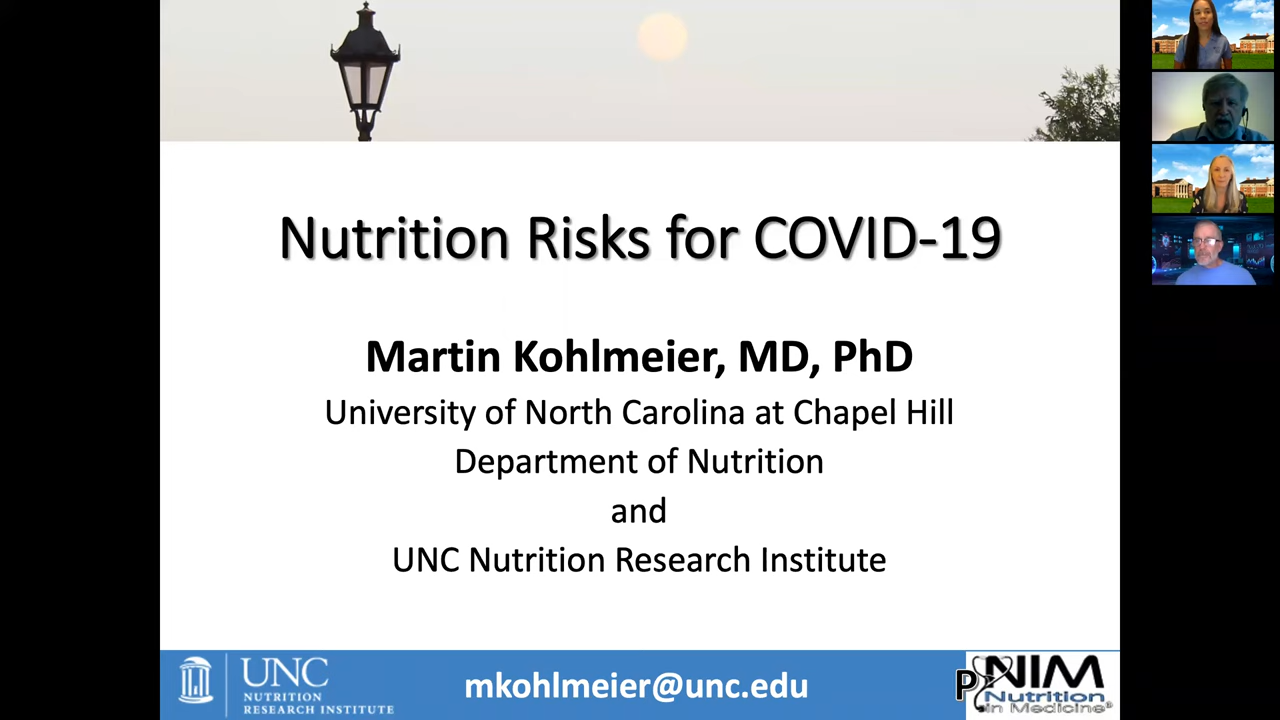 Nutrition Risks for COVID-19
Martin Kohlmeier, MD, PhD
University of North Carolina at Chapel Hill
Department of Nutrition
and
UNC Nutrition Research Institute
UNC
NUTRITION
RESEARCH INSTITUTE
mkohlmeier@unc.edu
P
NIM
Nutrition
in Medicine®